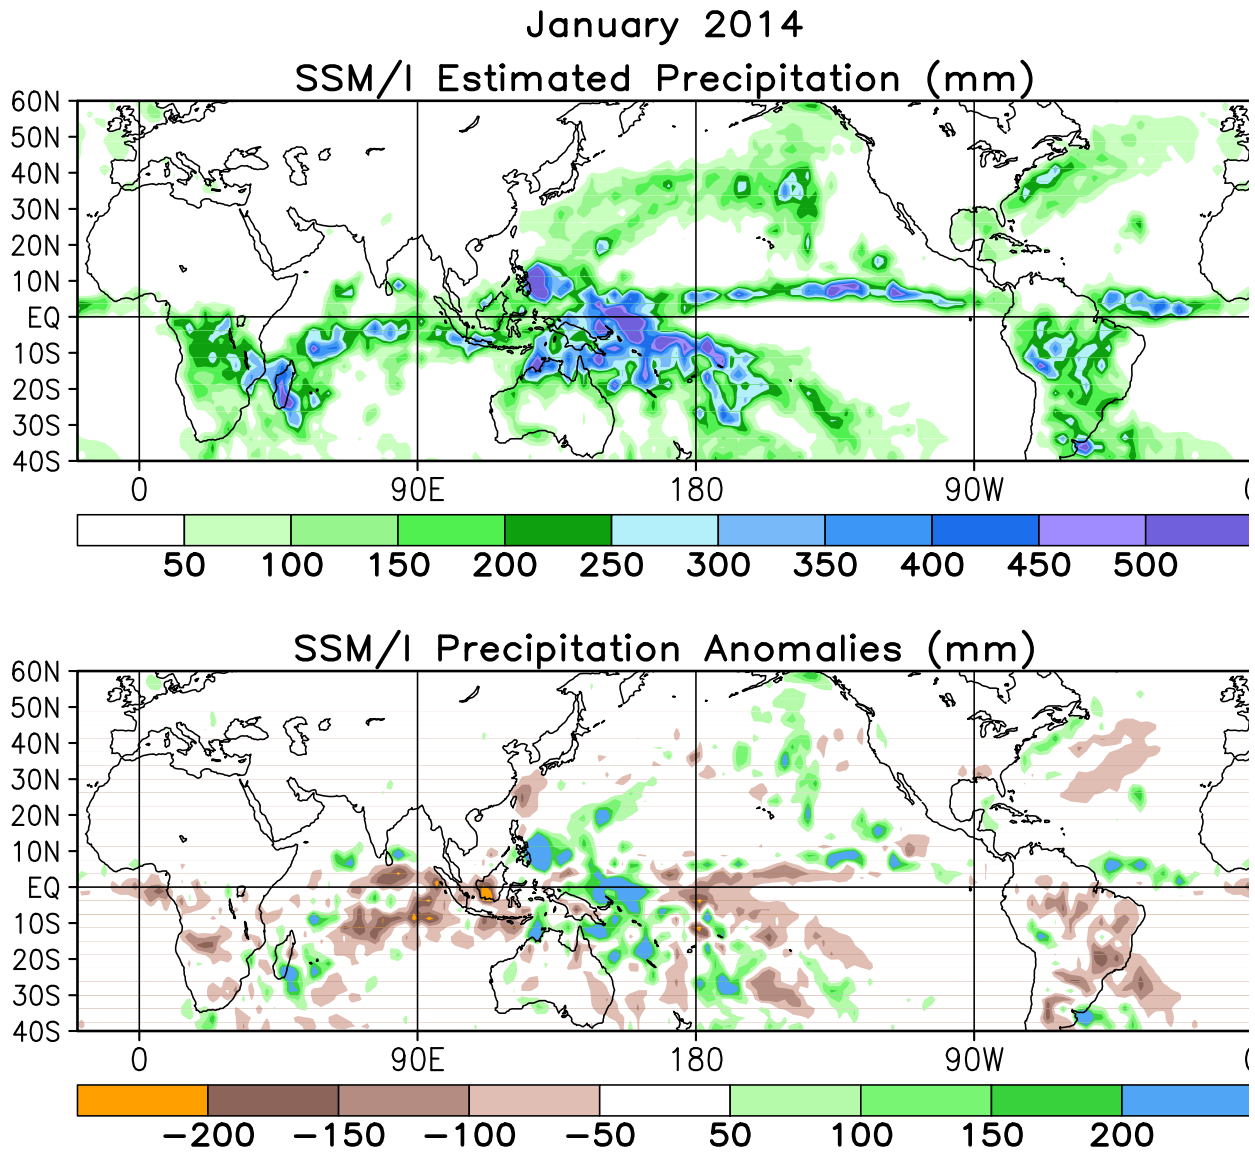 January 2014
SSM/I Estimated Precipitation (mm)
60N
50N
40N
30N
20N
10N
EQ
10S
20S
30S
40S
0 90E 180 90W 0
50 100 150 200 250 300 350 400 450 500
SSM/I Precipitation Anomalies (mm)
60N
50N
40N
30N
20N
10N
EQ
10S
20S
30S
40S
0 90E 180 90W 0
−200 −150 −100 −50 50 100 150 200